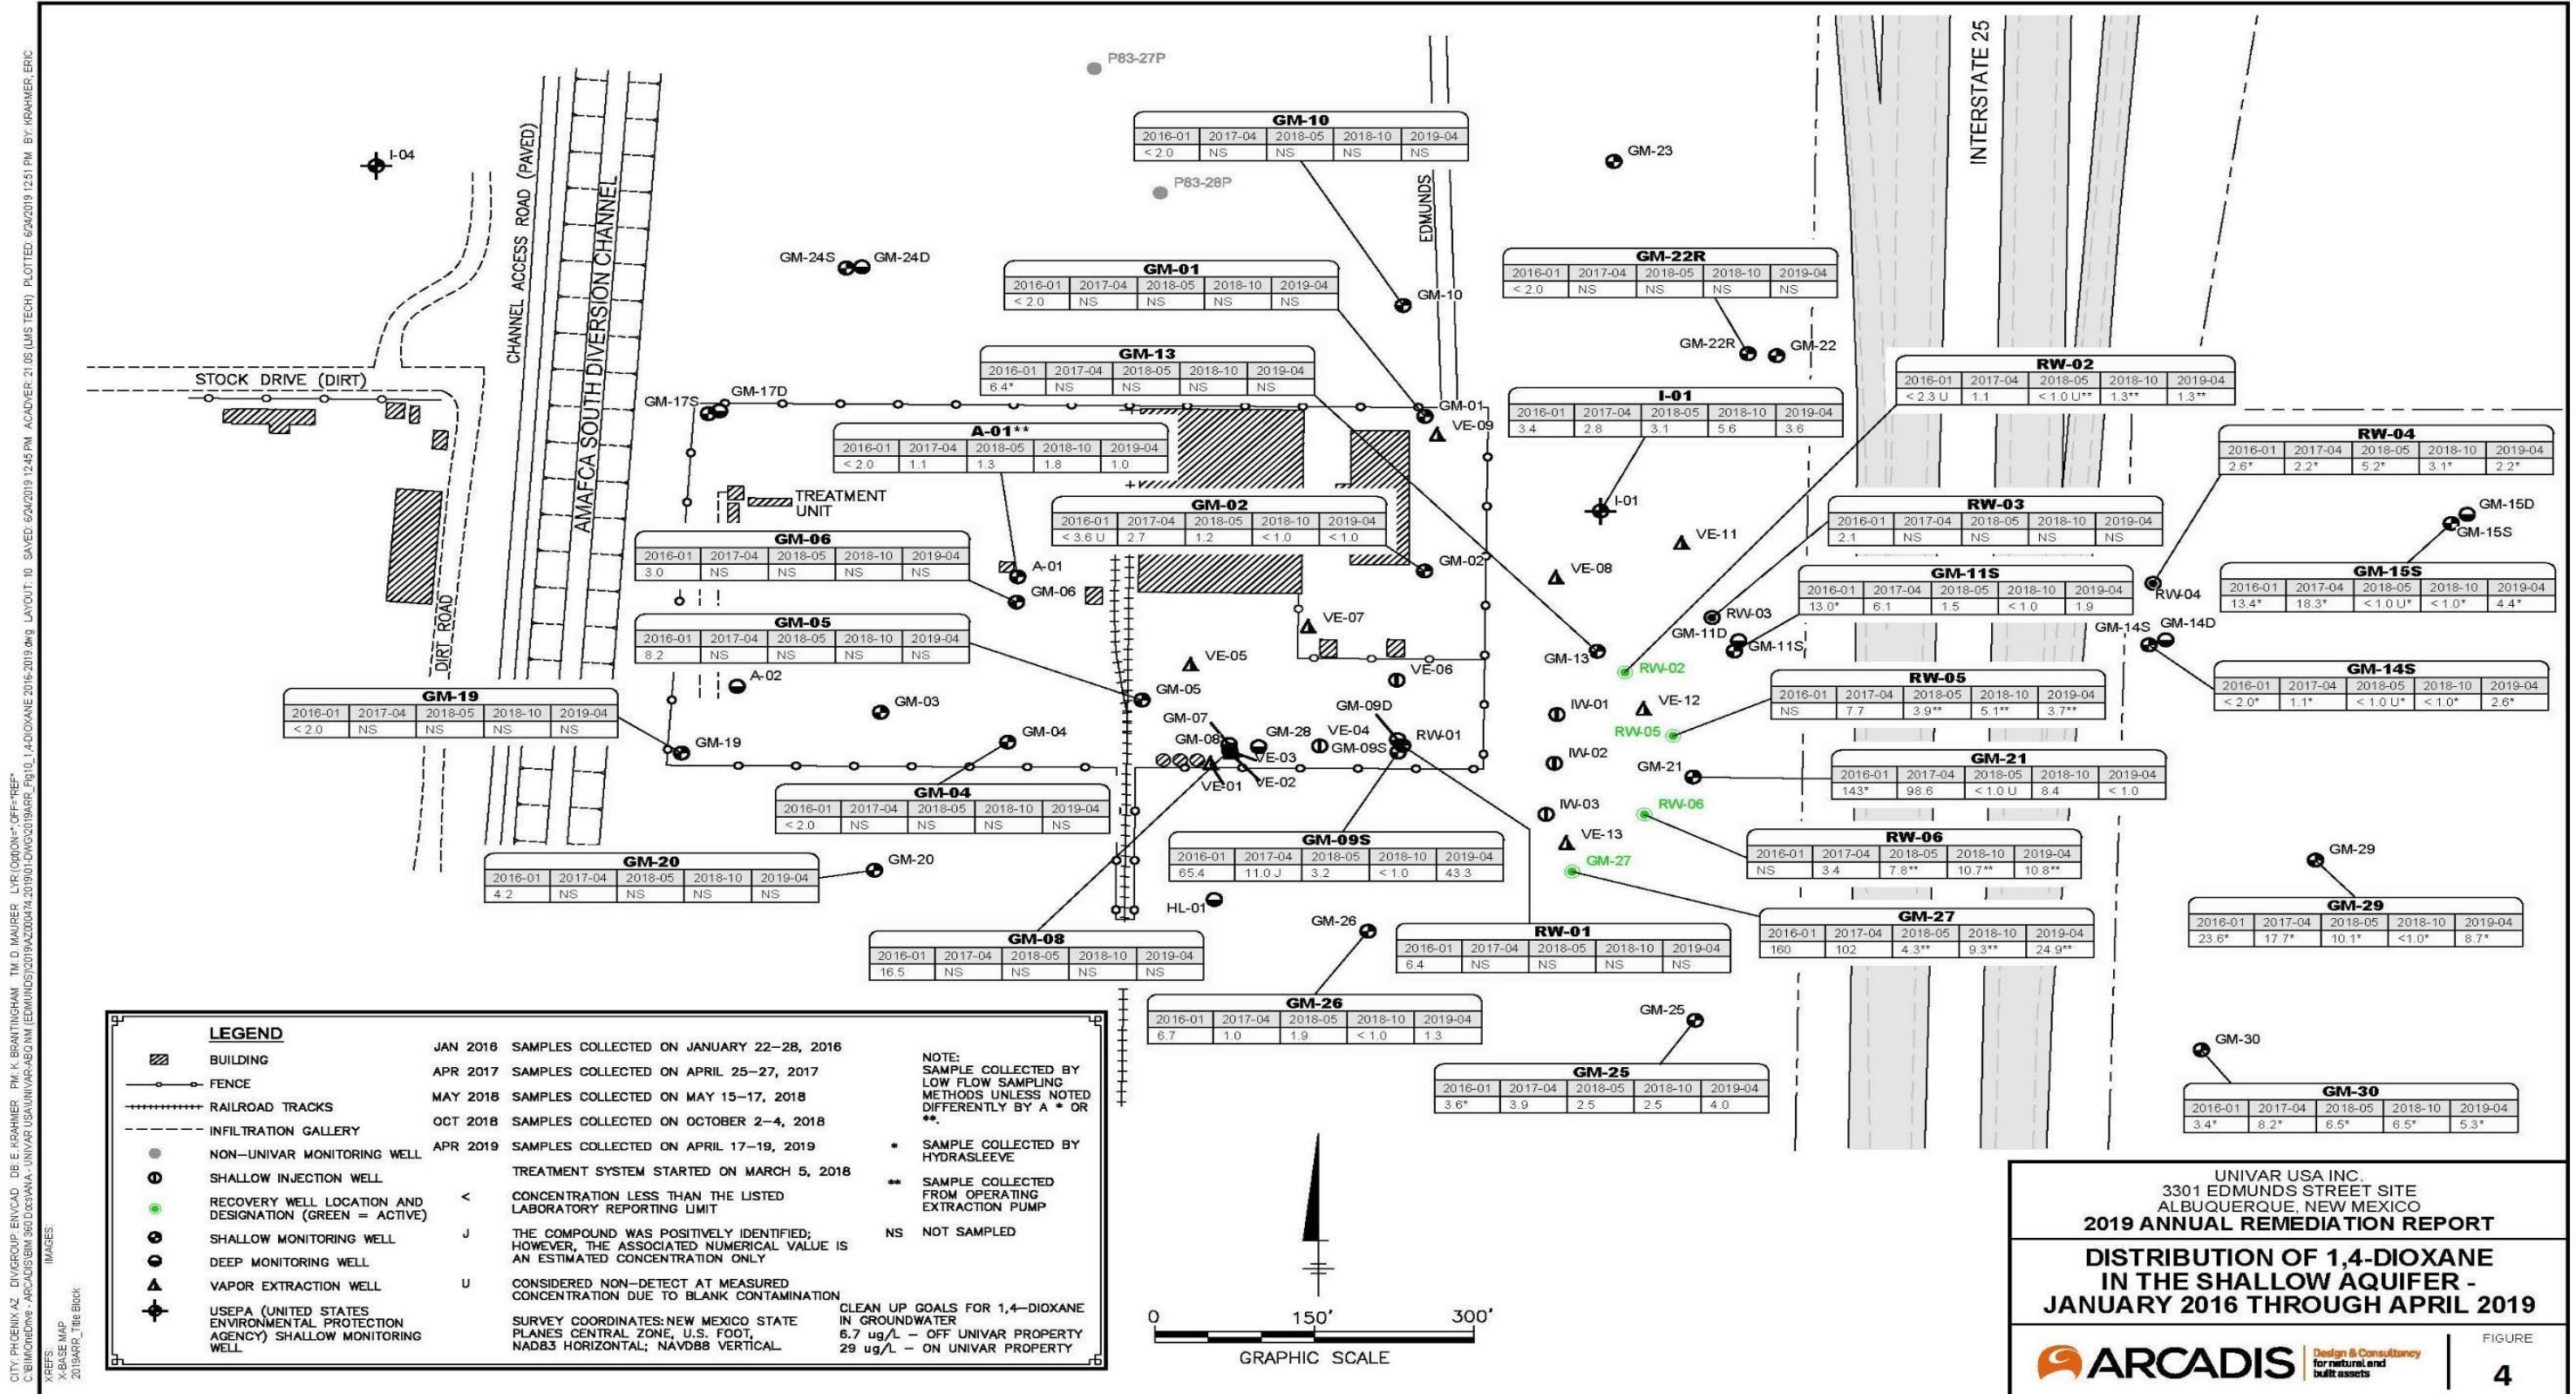 P83-27P
P83-28P
I-04
CHANNEL ACCESS ROAD (PAVED)
AMAFCA SOUTH DIVERSION CHANNEL
EDMUNDS
INTERSTATE 25
GM-23
GM-10
2016-01 2017-04 2018-05 2018-10 2019-04
< 2.0 NS NS NS NS
GM-24S
GM-24D
GM-01
2016-01 2017-04 2018-05 2018-10 2019-04
< 2.0 NS NS NS NS
GM-10
GM-22R
2016-01 2017-04 2018-05 2018-10 2019-04
< 2.0 NS NS NS NS
GM-22R
GM-22
GM-13
2016-01 2017-04 2018-05 2018-10 2019-04
6.4* NS NS NS NS
RW-02
2016-01 2017-04 2018-05 2018-10 2019-04
< 2.3 U 1.1 < 1.0 U** 1.3** 1.3**
STOCK DRIVE (DIRT)
GM-17S
GM-17D
GM-01
VE-09
I-01
2016-01 2017-04 2018-05 2018-10 2019-04
3.4 2.8 3.1 5.6 3.6
A-01**
2016-01 2017-04 2018-05 2018-10 2019-04
< 2.0 1.1 1.3 1.8 1.0
RW-04
2016-01 2017-04 2018-05 2018-10 2019-04
2.6* 2.2* 5.2* 3.1* 2.2*
TREATMENT
UNIT
GM-02
2016-01 2017-04 2018-05 2018-10 2019-04
< 3.6 U 2.7 1.2 < 1.0 < 1.0
I-01
RW-03
2016-01 2017-04 2018-05 2018-10 2019-04
2.1 NS NS NS NS
GM-15D
GM-15S
GM-06
2016-01 2017-04 2018-05 2018-10 2019-04
3.0 NS NS NS NS
VE-11
A-01
GM-06
GM-02
VE-08
GM-11S
2016-01 2017-04 2018-05 2018-10 2019-04
13.0* 6.1 1.5 < 1.0 1.9
RW-04
GM-15S
2016-01 2017-04 2018-05 2018-10 2019-04
13.4* 18.3* < 1.0 U* < 1.0* 4.4*
DIRT ROAD
GM-05
2016-01 2017-04 2018-05 2018-10 2019-04
8.2 NS NS NS NS
VE-07
RW-03
GM-11D
GM-11S
GM-14S
GM-14D
VE-05
VE-06
GM-13
RW-02
A-02
GM-05
GM-14S
2016-01 2017-04 2018-05 2018-10 2019-04
< 2.0* 1.1* < 1.0 U* < 1.0* 2.6*
GM-19
2016-01 2017-04 2018-05 2018-10 2019-04
< 2.0 NS NS NS NS
GM-03
RW-05
2016-01 2017-04 2018-05 2018-10 2019-04
NS 7.7 3.9** 5.1** 3.7**
GM-09D
IW-01
VE-12
GM-19
GM-04
GM-07
GM-08
GM-28
VE-04
GM-09S
RW-01
RW-05
VE-03
VE-02
VE-01
IW-02
GM-21
GM-21
2016-01 2017-04 2018-05 2018-10 2019-04
143* 98.6 < 1.0 U 8.4 < 1.0
GM-04
2016-01 2017-04 2018-05 2018-10 2019-04
< 2.0 NS NS NS NS
IW-03
RW-06
VE-13
GM-27
GM-09S
2016-01 2017-04 2018-05 2018-10 2019-04
65.4 11.0 J 3.2 < 1.0 43.3
RW-06
2016-01 2017-04 2018-05 2018-10 2019-04
NS 3.4 7.8** 10.7** 10.8**
GM-20
2016-01 2017-04 2018-05 2018-10 2019-04
4.2 NS NS NS NS
GM-20
GM-29
HL-01
GM-26
GM-29
2016-01 2017-04 2018-05 2018-10 2019-04
23.6* 17.7* 10.1* <1.0* 8.7*
GM-27
2016-01 2017-04 2018-05 2018-10 2019-04
160 102 4.3** 9.3** 24.9**
GM-08
2016-01 2017-04 2018-05 2018-10 2019-04
16.5 NS NS NS NS
RW-01
2016-01 2017-04 2018-05 2018-10 2019-04
6.4 NS NS NS NS
GM-26
2016-01 2017-04 2018-05 2018-10 2019-04
6.7 1.0 1.9 < 1.0 1.3
GM-25
GM-25
2016-01 2017-04 2018-05 2018-10 2019-04
3.6* 3.9 2.5 2.5 4.0
GM-30
GM-30
2016-01 2017-04 2018-05 2018-10 2019-04
3.4* 8.2* 6.5* 6.5* 5.3*
LEGEND
BUILDING
FENCE
RAILROAD TRACKS
INFILTRATION GALLERY
NON-UNIVAR MONITORING WELL
SHALLOW INJECTION WELL
RECOVERY WELL LOCATION AND
DESIGNATION (GREEN = ACTIVE)
SHALLOW MONITORING WELL
DEEP MONITORING WELL
VAPOR EXTRACTION WELL
USEPA (UNITED STATES
ENVIRONMENTAL PROTECTION
AGENCY) SHALLOW MONITORING
WELL
JAN 2016 SAMPLES COLLECTED ON JANUARY 22-28, 2016
APR 2017 SAMPLES COLLECTED ON APRIL 25-27, 2017
MAY 2018 SAMPLES COLLECTED ON MAY 15-17, 2018
OCT 2018 SAMPLES COLLECTED ON OCTOBER 2-4, 2018
APR 2019 SAMPLES COLLECTED ON APRIL 17-19, 2019
TREATMENT SYSTEM STARTED ON MARCH 5, 2018
< CONCENTRATION LESS THAN THE LISTED
LABORATORY REPORTING LIMIT
J THE COMPOUND WAS POSITIVELY IDENTIFIED;
HOWEVER, THE ASSOCIATED NUMERICAL VALUE IS
AN ESTIMATED CONCENTRATION ONLY
U CONSIDERED NON-DETECT AT MEASURED
CONCENTRATION DUE TO BLANK CONTAMINATION
SURVEY COORDINATES: NEW MEXICO STATE
PLANES CENTRAL ZONE, U.S. FOOT,
NAD83 HORIZONTAL; NAVD88 VERTICAL
NOTE:
SAMPLE COLLECTED BY
LOW FLOW SAMPLING
METHODS UNLESS NOTED
DIFFERENTLY BY A * OR
**.
* SAMPLE COLLECTED BY
HYDRASLEEVE
** SAMPLE COLLECTED
FROM OPERATING
EXTRACTION PUMP
NS NOT SAMPLED
CLEAN UP GOALS FOR 1,4-DIOXANE
IN GROUNDWATER
6.7 ug/L - OFF UNIVAR PROPERTY
29 ug/L - ON UNIVAR PROPERTY
0 150' 300'
GRAPHIC SCALE
UNIVAR USA INC.
3301 EDMUNDS STREET SITE
ALBUQUERQUE, NEW MEXICO
2019 ANNUAL REMEDIATION REPORT
DISTRIBUTION OF 1,4-DIOXANE
IN THE SHALLOW AQUIFER -
JANUARY 2016 THROUGH APRIL 2019
ARCADIS
Design & Consultancy
for natural and
built assets
FIGURE
4
XREFS: IMAGES:
X-BASE MAP
2019ARR_Title Block